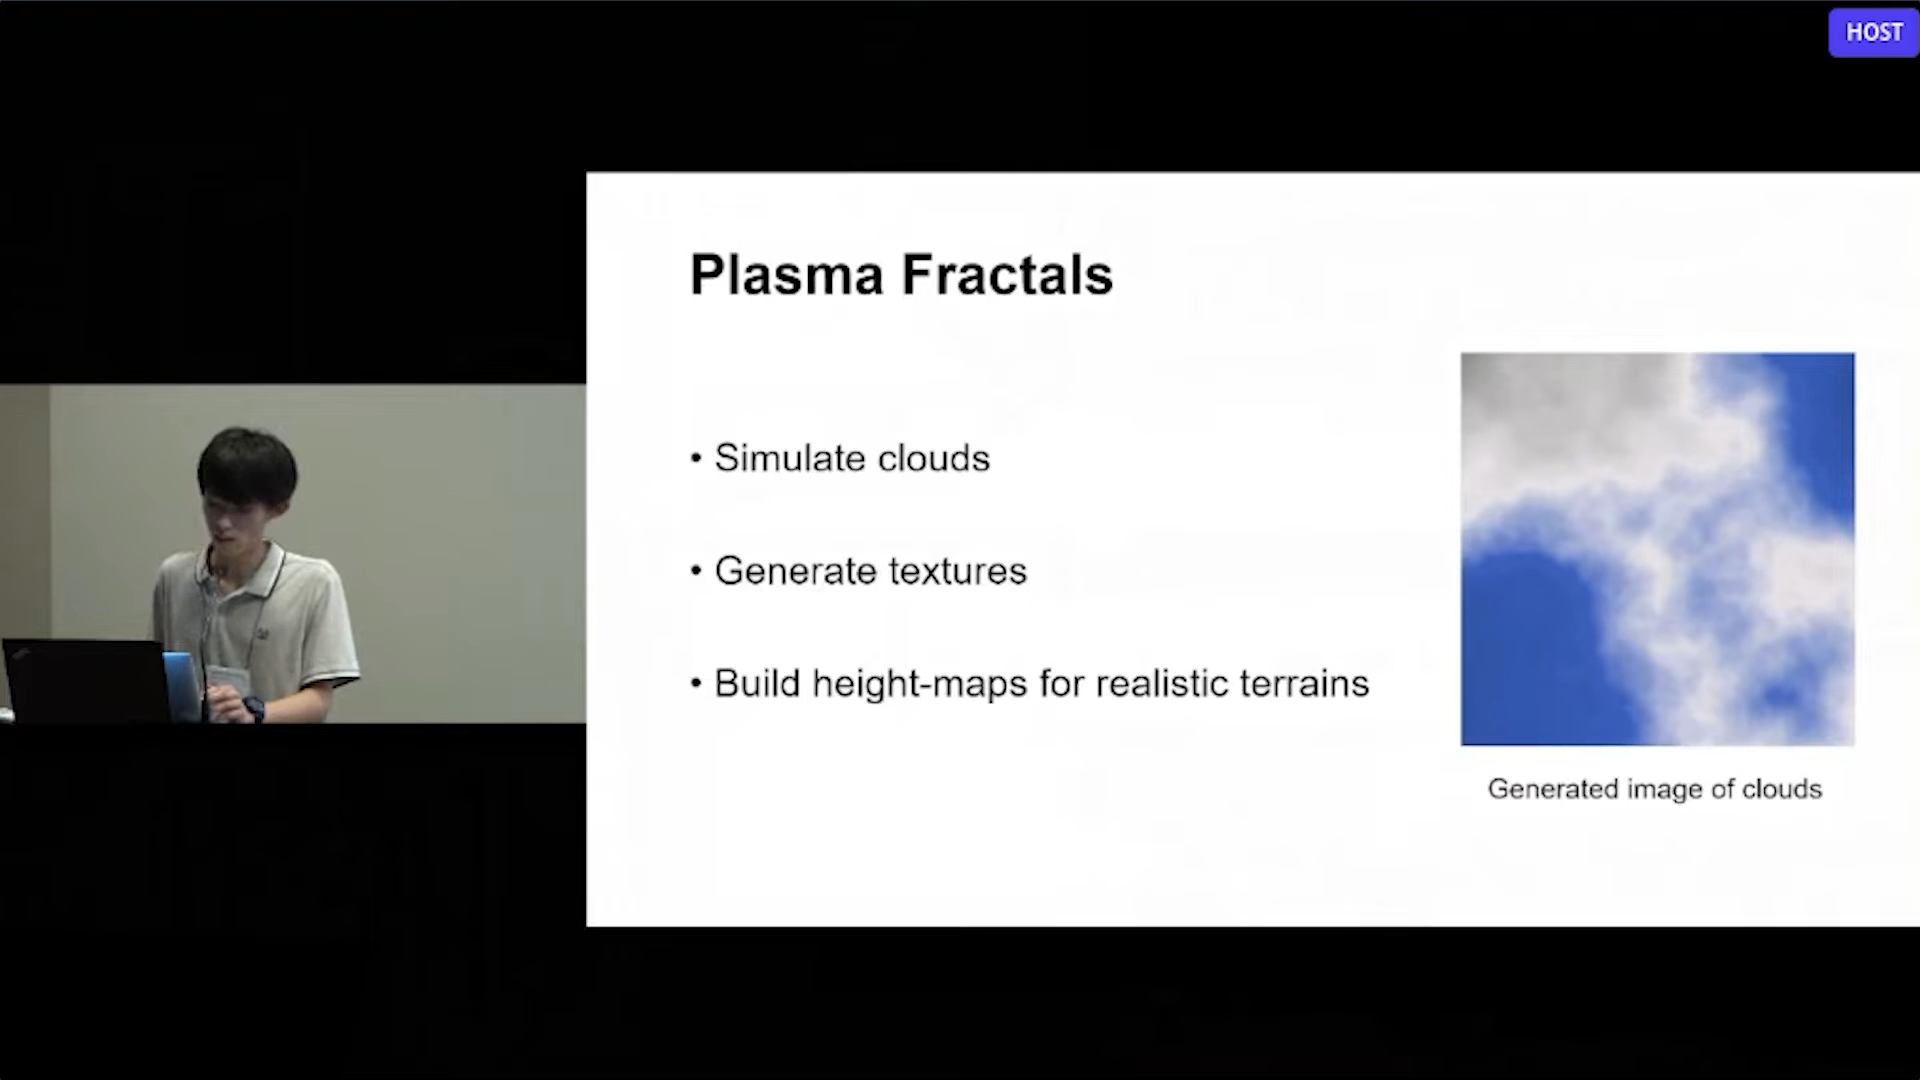 HOST
Plasma Fractals
• Simulate clouds
• Generate textures
• Build height-maps for realistic terrains
Generated image of clouds